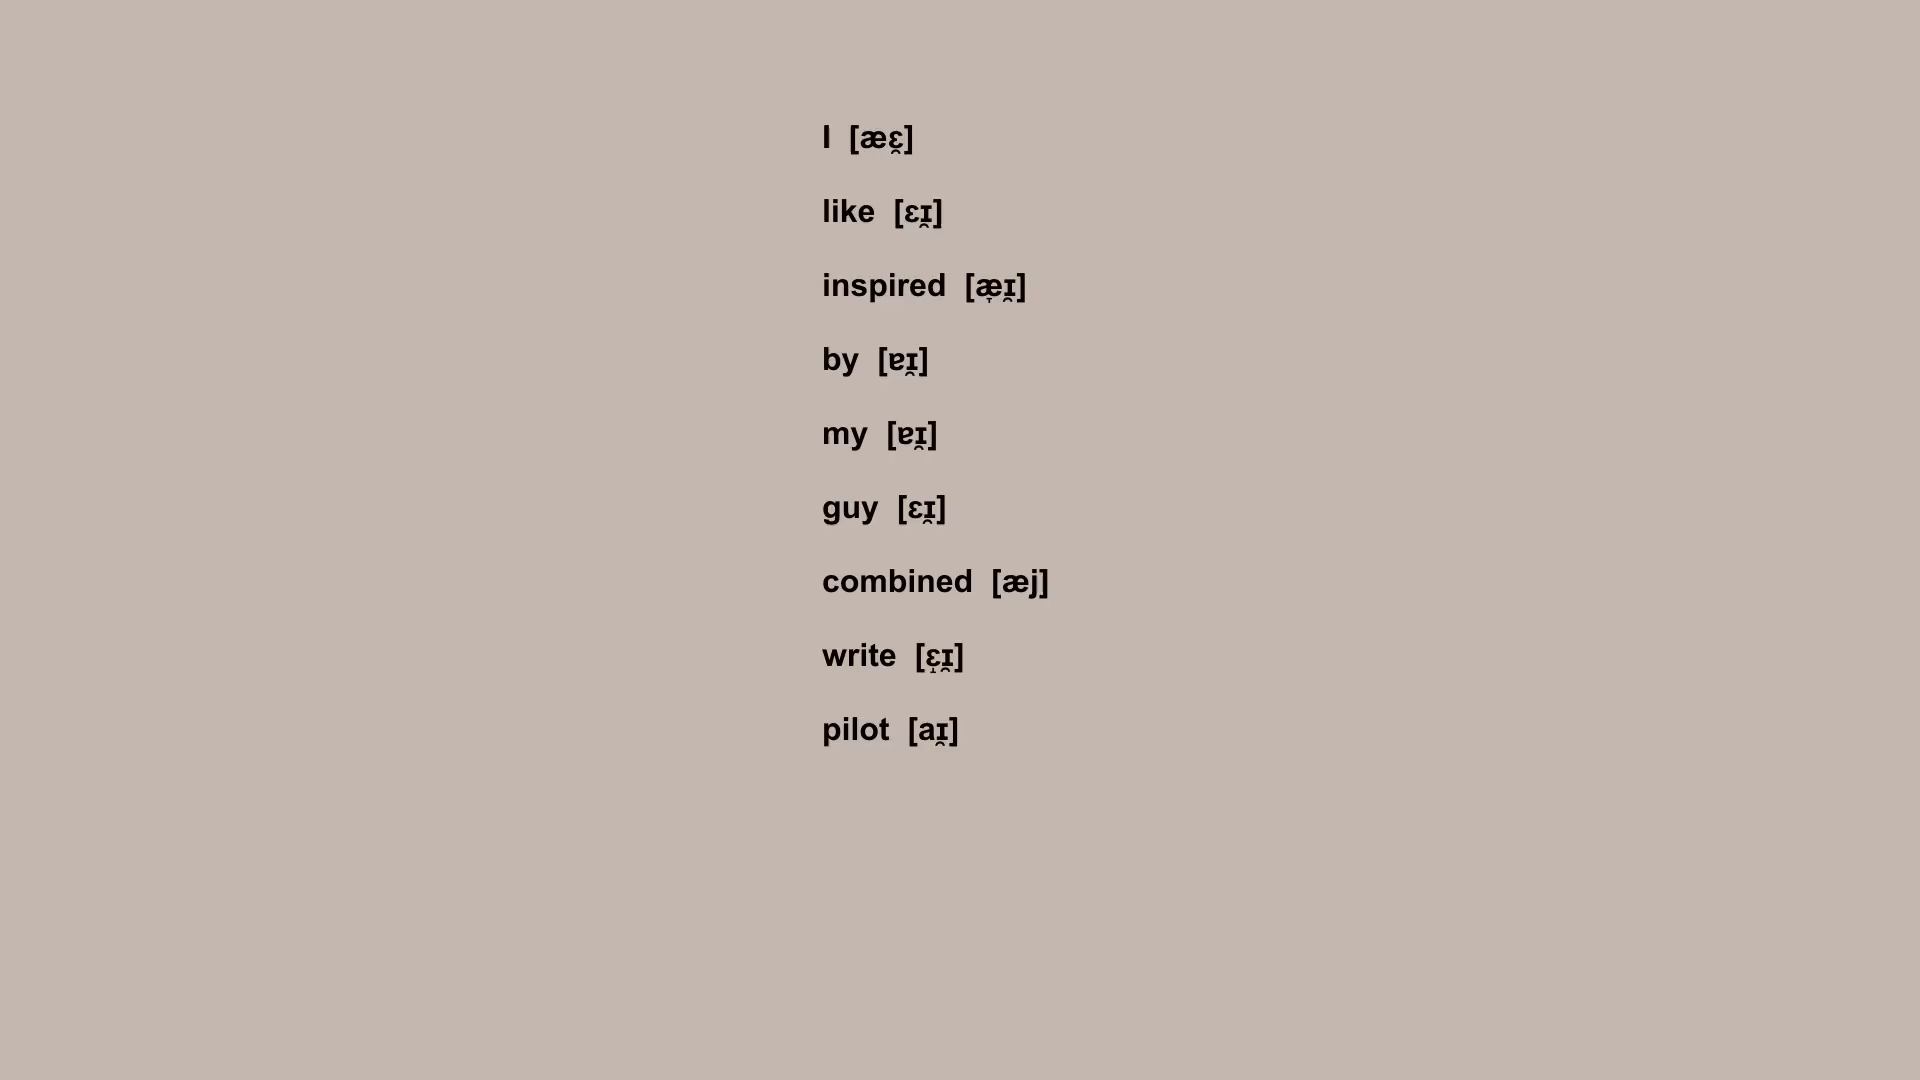 I [æɛ̯]
like [ɛɪ̯]
inspired [æ̞ɪ̯]
by [ɐɪ̯]
my [ɐɪ̯]
guy [ɛɪ̯]
combined [æj]
write [ɛ̞ɪ̯]
pilot [aɪ̯]